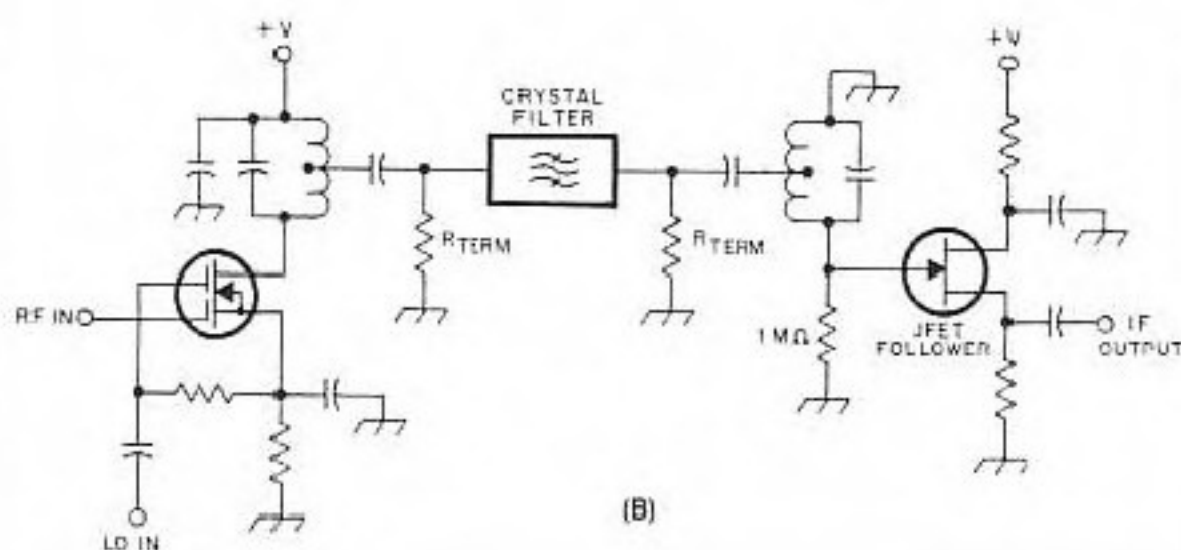 +V
+V
CRYSTAL
FILTER
RTERM
RTERM
RF IN
1 MΩ
JFET
FOLLOWER
IF
OUTPUT
(B)
LO IN